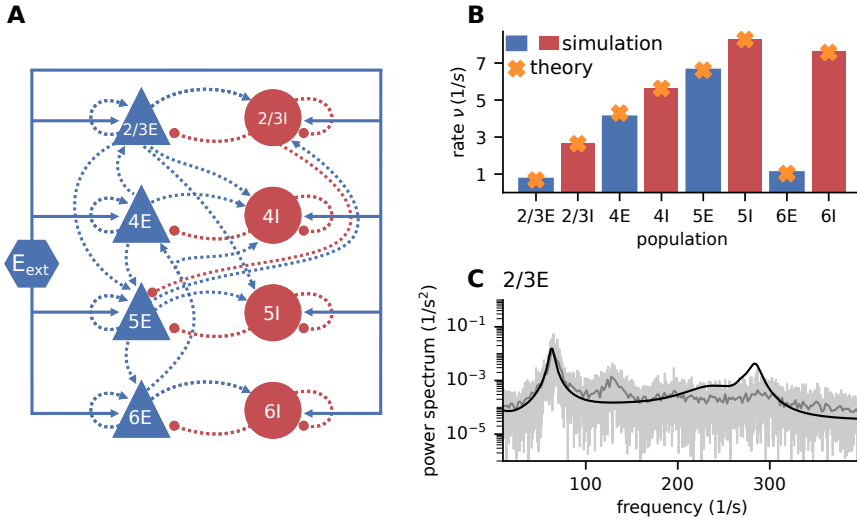 A
E_ext
2/3E
2/3I
4E
4I
5E
5I
6E
6I
B
rate ν (1/s)
7
3
1
simulation
theory
2/3E 2/3I 4E 4I 5E 5I 6E 6I
population
C 2/3E
power spectrum (1/s²)
10⁻¹
10⁻³
10⁻⁵
100 200 300
frequency (1/s)